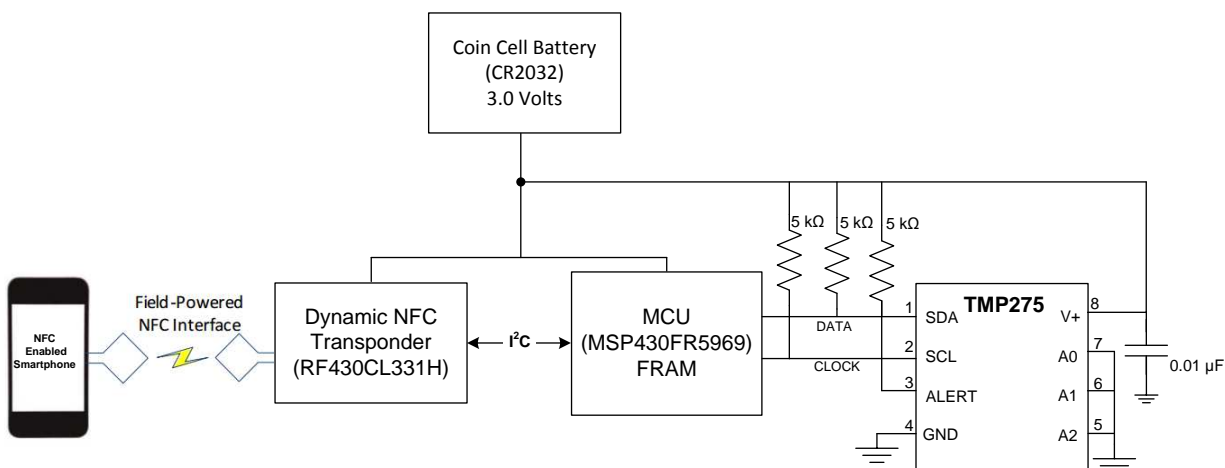 Coin Cell Battery
(CR2032)
3.0 Volts
5 kΩ
5 kΩ
5 kΩ
Field-Powered
NFC Interface
NFC
Enabled
Smartphone
Dynamic NFC
Transponder
(RF430CL331H)
I²C
MCU
(MSP430FR5969)
FRAM
DATA
CLOCK
TMP275
1
SDA
2
SCL
3
ALERT
4
GND
8
V+
7
A0
6
A1
5
A2
0.01 µF